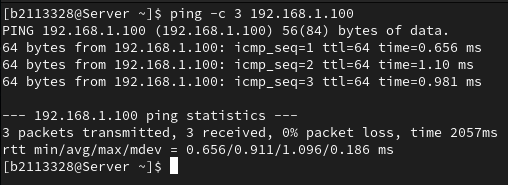 [b2113328@Server ~]$ ping -c 3 192.168.1.100
PING 192.168.1.100 (192.168.1.100) 56(84) bytes of data.
64 bytes from 192.168.1.100: icmp_seq=1 ttl=64 time=0.656 ms
64 bytes from 192.168.1.100: icmp_seq=2 ttl=64 time=1.10 ms
64 bytes from 192.168.1.100: icmp_seq=3 ttl=64 time=0.981 ms

--- 192.168.1.100 ping statistics ---
3 packets transmitted, 3 received, 0% packet loss, time 2057ms
rtt min/avg/max/mdev = 0.656/0.911/1.096/0.186 ms
[b2113328@Server ~]$